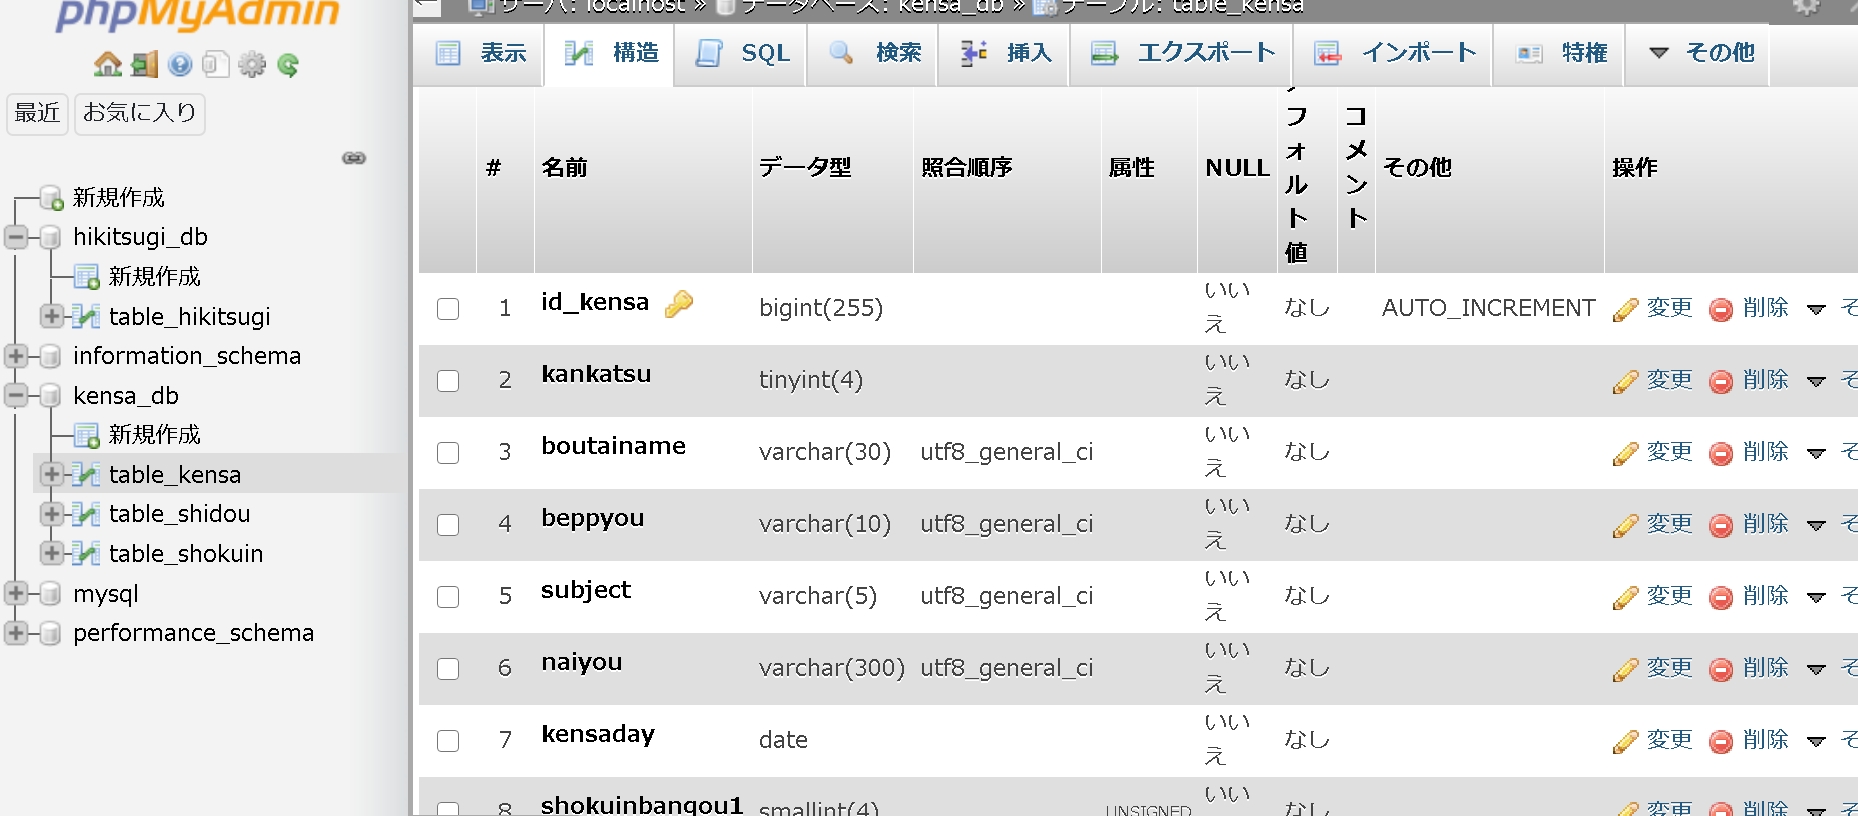 phpMyAdmin
最近 お気に入り
新規作成
hikitsugi_db
新規作成
table_hikitsugi
information_schema
kensa_db
新規作成
table_kensa
table_shidou
table_shokuin
mysql
performance_schema
サーバ: localhost » データベース: kensa_db » テーブル: table_kensa
表示 構造 SQL 検索 挿入 エクスポート インポート 特権 その他
# 名前 データ型 照合順序 属性 NULL フォルト値 コメント その他 操作
1 id_kensa bigint(255) いいえ なし AUTO_INCREMENT 変更 削除 そ
2 kankatsu tinyint(4) いいえ なし 変更 削除 そ
3 boutainame varchar(30) utf8_general_ci いいえ なし 変更 削除 そ
4 beppyou varchar(10) utf8_general_ci いいえ なし 変更 削除 そ
5 subject varchar(5) utf8_general_ci いいえ なし 変更 削除 そ
6 naiyou varchar(300) utf8_general_ci いいえ なし 変更 削除 そ
7 kensaday date いいえ なし 変更 削除 そ
8 shokuinbangou1 smallint(4) UNSIGNED いい なし 変更 削除 そ